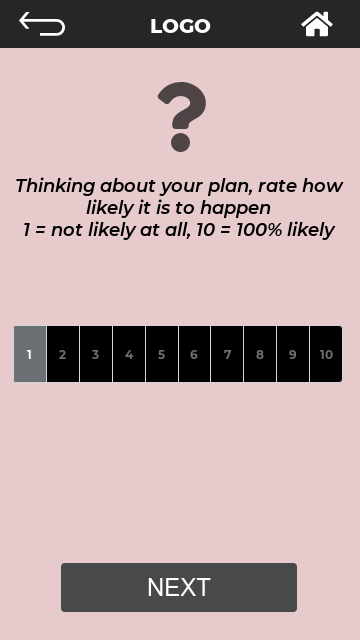 LOGO
?
Thinking about your plan, rate how
likely it is to happen
1 = not likely at all, 10 = 100% likely
1 2 3 4 5 6 7 8 9 10
NEXT